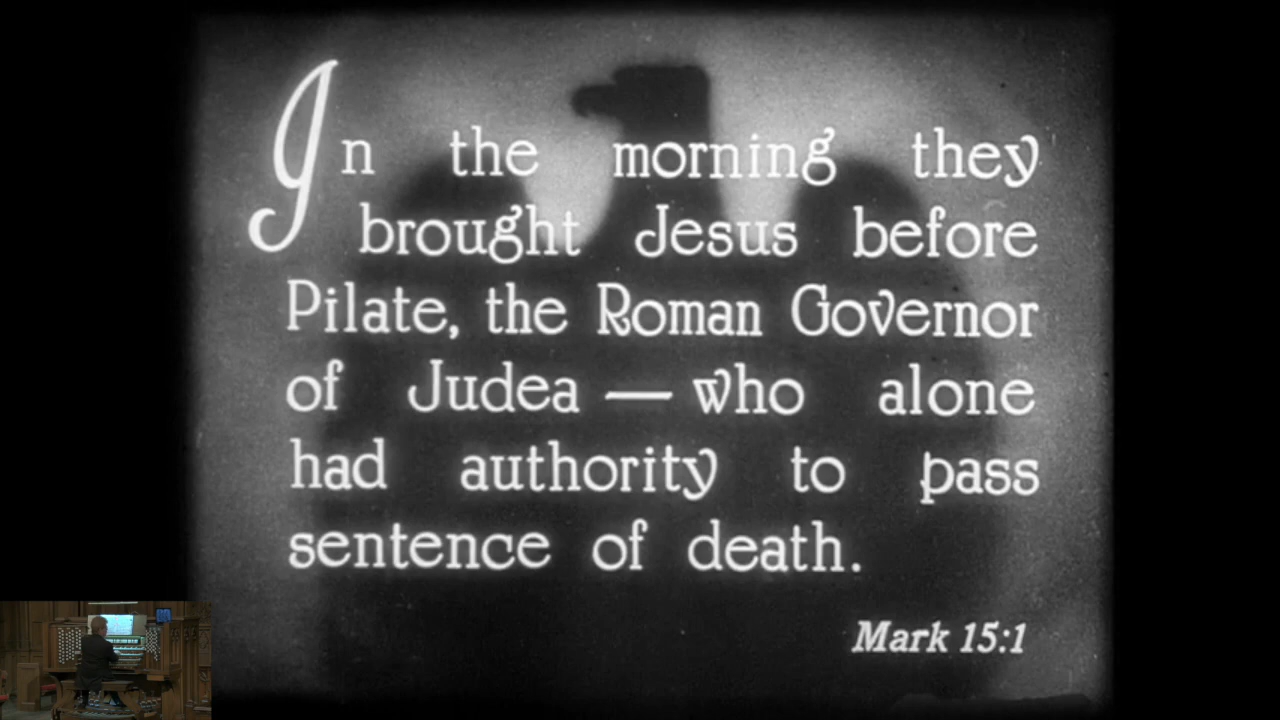 In the morning they
brought Jesus before
Pilate, the Roman Governor
of Judea — who alone
had authority to pass
sentence of death.
Mark 15:1